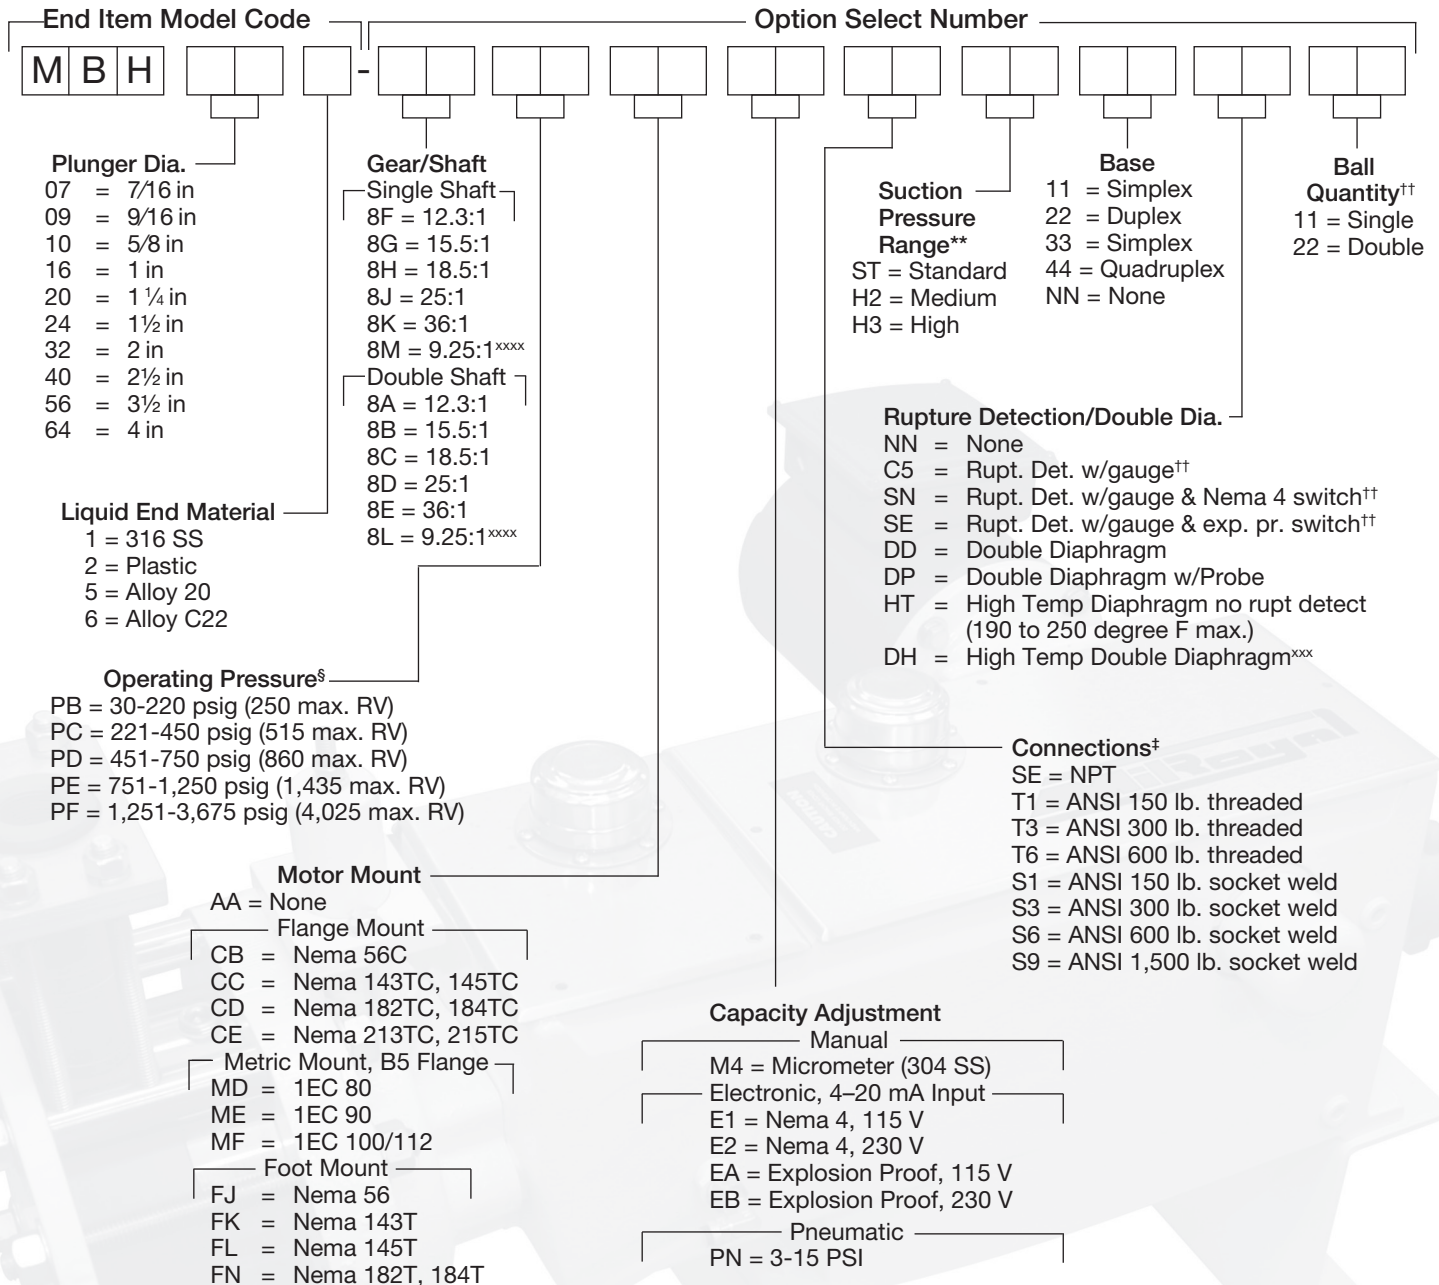 End Item Model Code
Option Select Number
M B H -
Plunger Dia.
07 = 7/16 in
09 = 9/16 in
10 = 5/8 in
16 = 1 in
20 = 1 ¼ in
24 = 1½ in
32 = 2 in
40 = 2½ in
56 = 3½ in
64 = 4 in
Liquid End Material
1 = 316 SS
2 = Plastic
5 = Alloy 20
6 = Alloy C22
Gear/Shaft
Single Shaft
8F = 12.3:1
8G = 15.5:1
8H = 18.5:1
8J = 25:1
8K = 36:1
8M = 9.25:1xxxx
Double Shaft
8A = 12.3:1
8B = 15.5:1
8C = 18.5:1
8D = 25:1
8E = 36:1
8L = 9.25:1xxxx
Operating Pressure§
PB = 30-220 psig (250 max. RV)
PC = 221-450 psig (515 max. RV)
PD = 451-750 psig (860 max. RV)
PE = 751-1,250 psig (1,435 max. RV)
PF = 1,251-3,675 psig (4,025 max. RV)
Motor Mount
AA = None
Flange Mount
CB = Nema 56C
CC = Nema 143TC, 145TC
CD = Nema 182TC, 184TC
CE = Nema 213TC, 215TC
Metric Mount, B5 Flange
MD = 1EC 80
ME = 1EC 90
MF = 1EC 100/112
Foot Mount
FJ = Nema 56
FK = Nema 143T
FL = Nema 145T
FN = Nema 182T, 184T
Capacity Adjustment
Manual
M4 = Micrometer (304 SS)
Electronic, 4–20 mA Input
E1 = Nema 4, 115 V
E2 = Nema 4, 230 V
EA = Explosion Proof, 115 V
EB = Explosion Proof, 230 V
Pneumatic
PN = 3-15 PSI
Connections‡
SE = NPT
T1 = ANSI 150 lb. threaded
T3 = ANSI 300 lb. threaded
T6 = ANSI 600 lb. threaded
S1 = ANSI 150 lb. socket weld
S3 = ANSI 300 lb. socket weld
S6 = ANSI 600 lb. socket weld
S9 = ANSI 1,500 lb. socket weld
Suction
Pressure
Range**
ST = Standard
H2 = Medium
H3 = High
Base
11 = Simplex
22 = Duplex
33 = Simplex
44 = Quadruplex
NN = None
Rupture Detection/Double Dia.
NN = None
C5 = Rupt. Det. w/gauge††
SN = Rupt. Det. w/gauge & Nema 4 switch††
SE = Rupt. Det. w/gauge & exp. pr. switch††
DD = Double Diaphragm
DP = Double Diaphragm w/Probe
HT = High Temp Diaphragm no rupt detect
(190 to 250 degree F max.)
DH = High Temp Double Diaphragmxxx
Ball
Quantity††
11 = Single
22 = Double
Royal
CAUTION